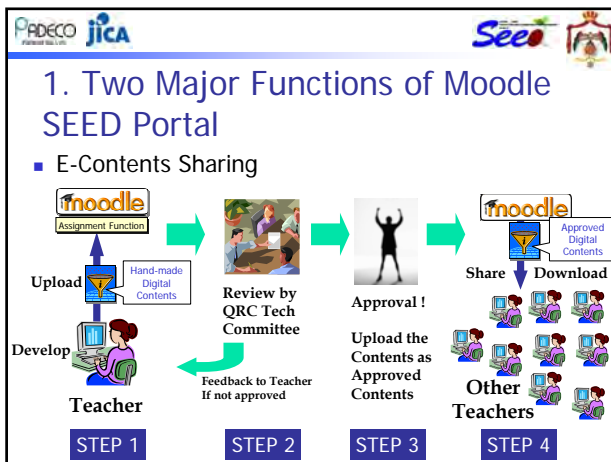 PADECO
jICA
Seed
1. Two Major Functions of Moodle
SEED Portal
E-Contents Sharing
moodle
Assignment Function
Upload
Hand-made
Digital
Contents
Develop
Teacher
STEP 1
Review by
QRC Tech
Committee
Feedback to Teacher
If not approved
STEP 2
Approval !
Upload the
Contents as
Approved
Contents
STEP 3
moodle
Approved
Digital
Contents
Share Download
Other
Teachers
STEP 4